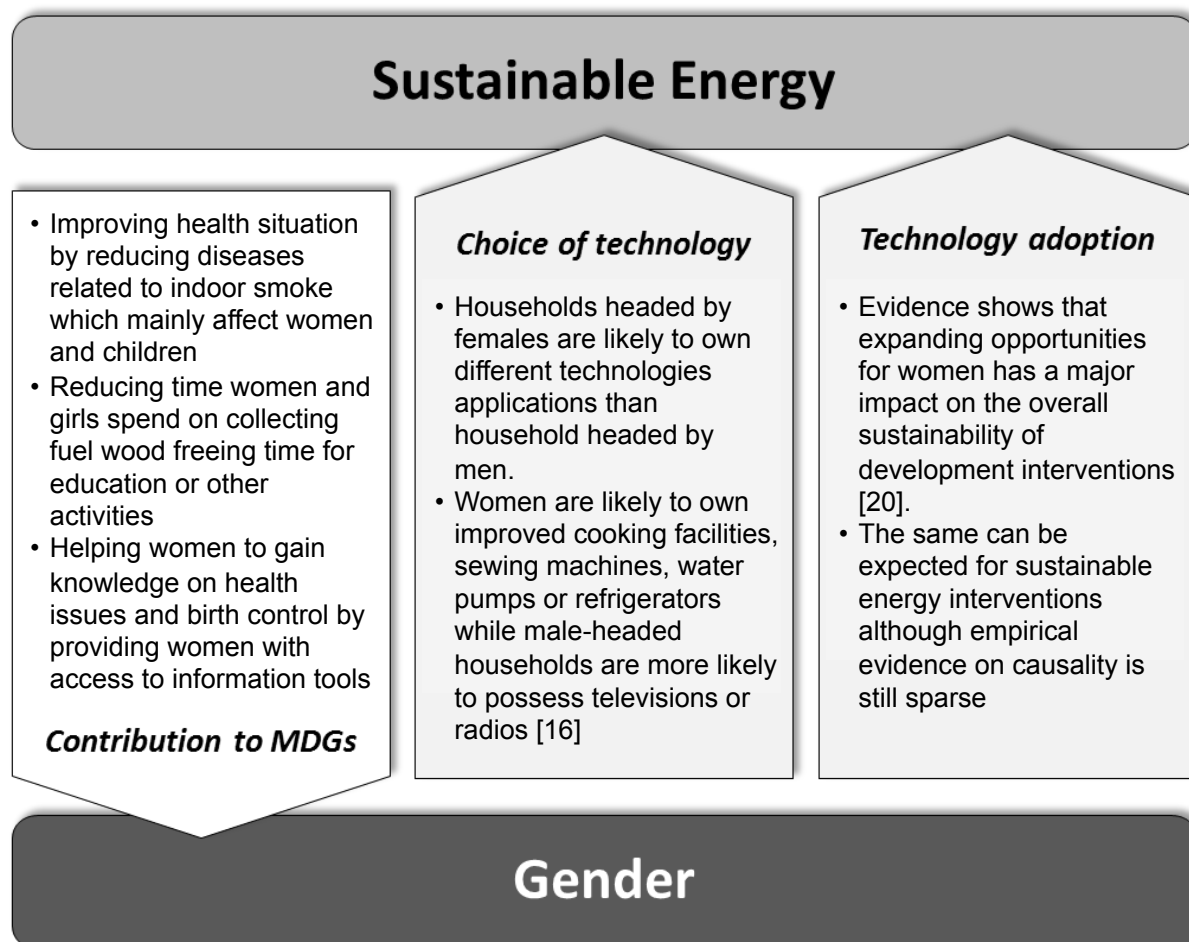 Sustainable Energy
• Improving health situation
by reducing diseases
related to indoor smoke
which mainly affect women
and children
• Reducing time women and
girls spend on collecting
fuel wood freeing time for
education or other
activities
• Helping women to gain
knowledge on health
issues and birth control by
providing women with
access to information tools
Contribution to MDGs
Choice of technology
• Households headed by
females are likely to own
different technologies
applications than
household headed by
men.
• Women are likely to own
improved cooking facilities,
sewing machines, water
pumps or refrigerators
while male-headed
households are more likely
to possess televisions or
radios [16]
Technology adoption
• Evidence shows that
expanding opportunities
for women has a major
impact on the overall
sustainability of
development interventions
[20].
• The same can be
expected for sustainable
energy interventions
although empirical
evidence on causality is
still sparse
Gender